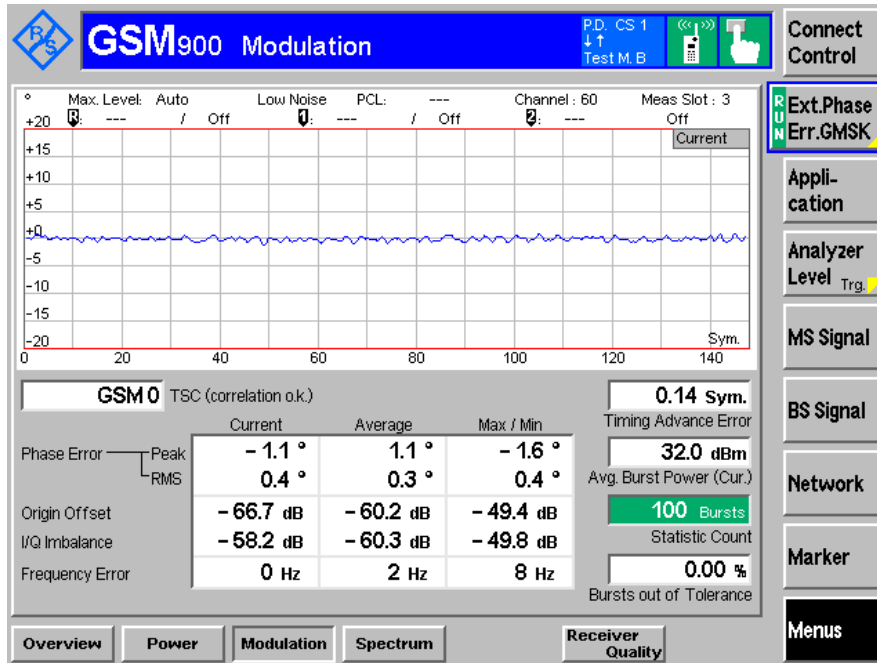 R&S
GSM900 Modulation
P.D. CS 1
↓↑
Test M. B
Connect
Control
° Max. Level: Auto Low Noise PCL: --- Channel : 60 Meas Slot : 3
R: --- / Off 1: --- / Off 2: --- Off
Current
+20
+15
+10
+5
+0
-5
-10
-15
-20
Sym.
0 20 40 60 80 100 120 140
RUN
Ext.Phase
Err.GMSK
Appli-
cation
Analyzer
Level Trg.
MS Signal
BS Signal
Network
Marker
Menus
GSM 0 TSC (correlation o.k.)
Current Average Max / Min
Phase Error Peak - 1.1 ° 1.1 ° - 1.6 °
RMS 0.4 ° 0.3 ° 0.4 °
Origin Offset - 66.7 dB - 60.2 dB - 49.4 dB
I/Q Imbalance - 58.2 dB - 60.3 dB - 49.8 dB
Frequency Error 0 Hz 2 Hz 8 Hz
0.14 Sym.
Timing Advance Error
32.0 dBm
Avg. Burst Power (Cur.)
100 Bursts
Statistic Count
0.00 %
Bursts out of Tolerance
Overview Power Modulation Spectrum Receiver
Quality